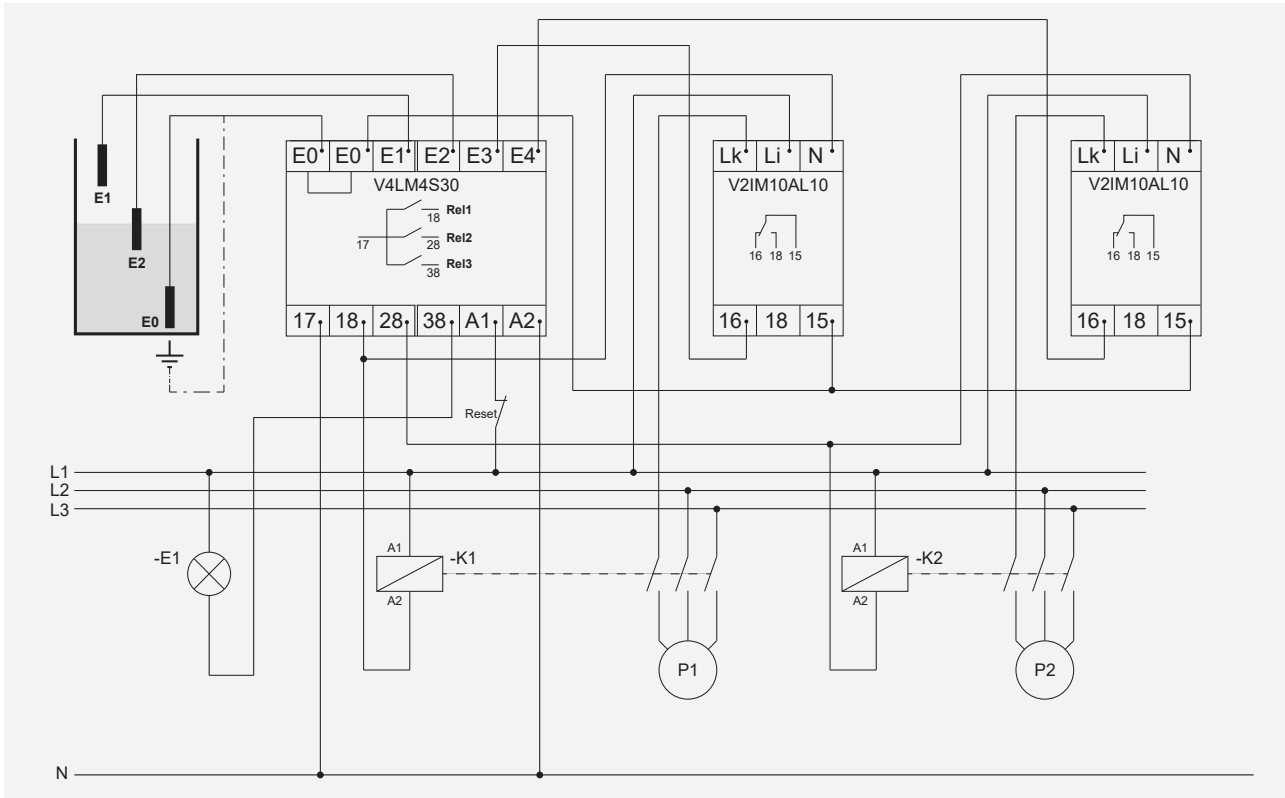 E0 E0 E1 E2 E3 E4
Lk Li N
Lk Li N
V4LM4S30
V2IM10AL10
V2IM10AL10
E1
E2
E0
17
18 Rel1
28 Rel2
38 Rel3
16 18 15
16 18 15
17 18 28 38 A1 A2
16 18 15
16 18 15
Reset
L1
L2
L3
-E1
A1
A2
-K1
A1
A2
-K2
P1
P2
N